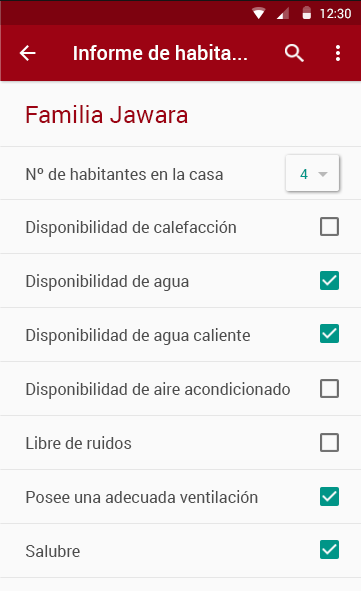 12:30
Informe de habita...
Familia Jawara
Nº de habitantes en la casa
4
Disponibilidad de calefacción
Disponibilidad de agua
Disponibilidad de agua caliente
Disponibilidad de aire acondicionado
Libre de ruidos
Posee una adecuada ventilación
Salubre